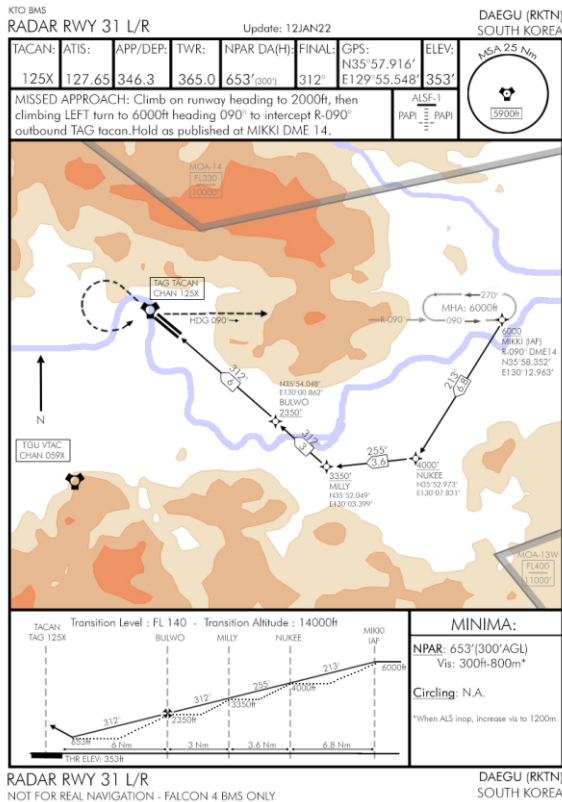 KTO BMS
RADAR RWY 31 L/R
Update: 12JAN22
DAEGU (RKTN)
SOUTH KOREA
TACAN: ATIS: APP/DEP: TWR: NPAR DA(H): FINAL: GPS: ELEV:
125X 127.65 346.3 365.0 653'(300') 312° N35°57.916' E129°55.548' 353'
MSA 25 Nm
5900ft
MISSED APPROACH: Climb on runway heading to 2000ft, then
climbing LEFT turn to 6000ft heading 090° to intercept R-090°
outbound TAG tacan.Hold as published at MIKKI DME 14.
ALSF-1
PAPI PAPI
MOA-14
FL330
10000'
TAG TACAN
CHAN 125X
HDG 090°
R-090°
270°
MHA: 6000ft
090°
6000
MIKKI (IAF)
R-090° DME14
N35°58.352'
E130°12.963'
213°
6.8
312°
6
N35°54.048'
E130°00.862'
BULWO
2350'
312
3
255°
3.6
4000'
NUKEE
N35°52.973'
E130°07.831'
3350'
MILLY
N35°52.049'
E130°03.399'
N
TGU VTAC
CHAN 059X
MOA-13W
FL400
11000'
Transition Level : FL 140 - Transition Altitude : 14000ft
TACAN
TAG 125X
BULWO
MILLY
NUKEE
MIKKI
IAF
6000ft
213°
4000ft
255°
3350ft
312°
2350ft
312°
653ft
6 Nm
3 Nm
3.6 Nm
6.8 Nm
THR ELEV: 353ft
MINIMA:
NPAR: 653'(300'AGL)
Vis: 300ft-800m*
Circling: N.A.
*When ALS inop, increase vis to 1200m
RADAR RWY 31 L/R
NOT FOR REAL NAVIGATION - FALCON 4 BMS ONLY
DAEGU (RKTN)
SOUTH KOREA